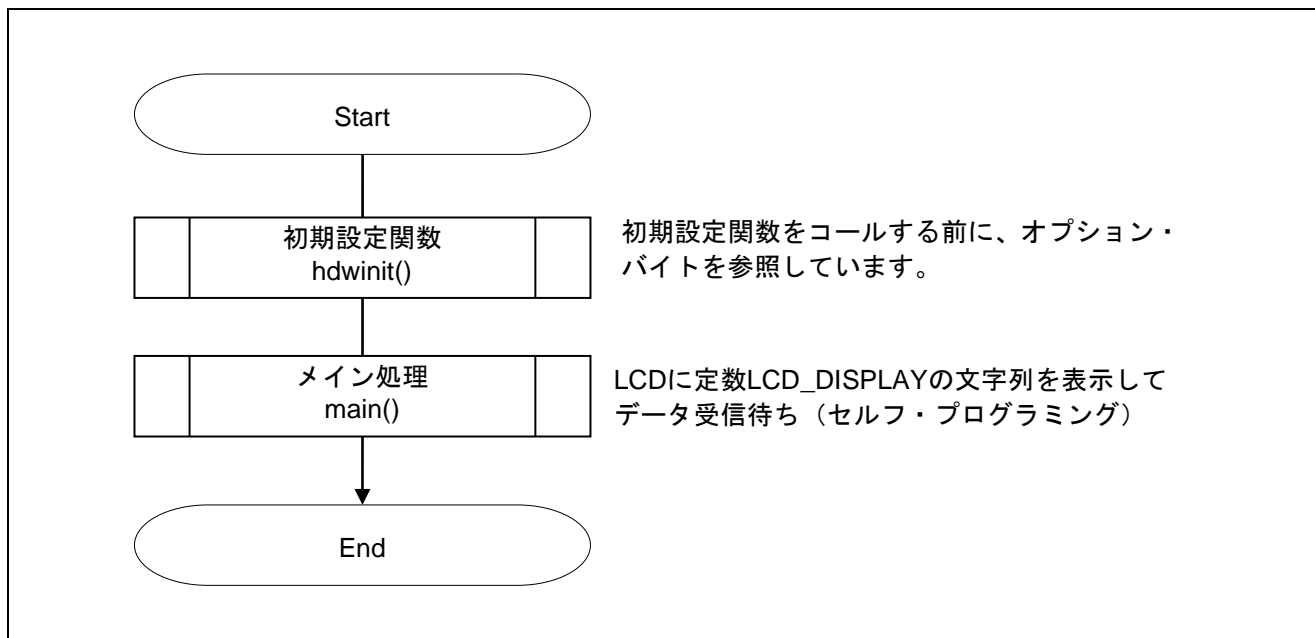 Start
初期設定関数
hdwinit()
初期設定関数をコールする前に、オプション・
バイトを参照しています。
メイン処理
main()
LCDに定数LCD_DISPLAYの文字列を表示して
データ受信待ち（セルフ・プログラミング）
End